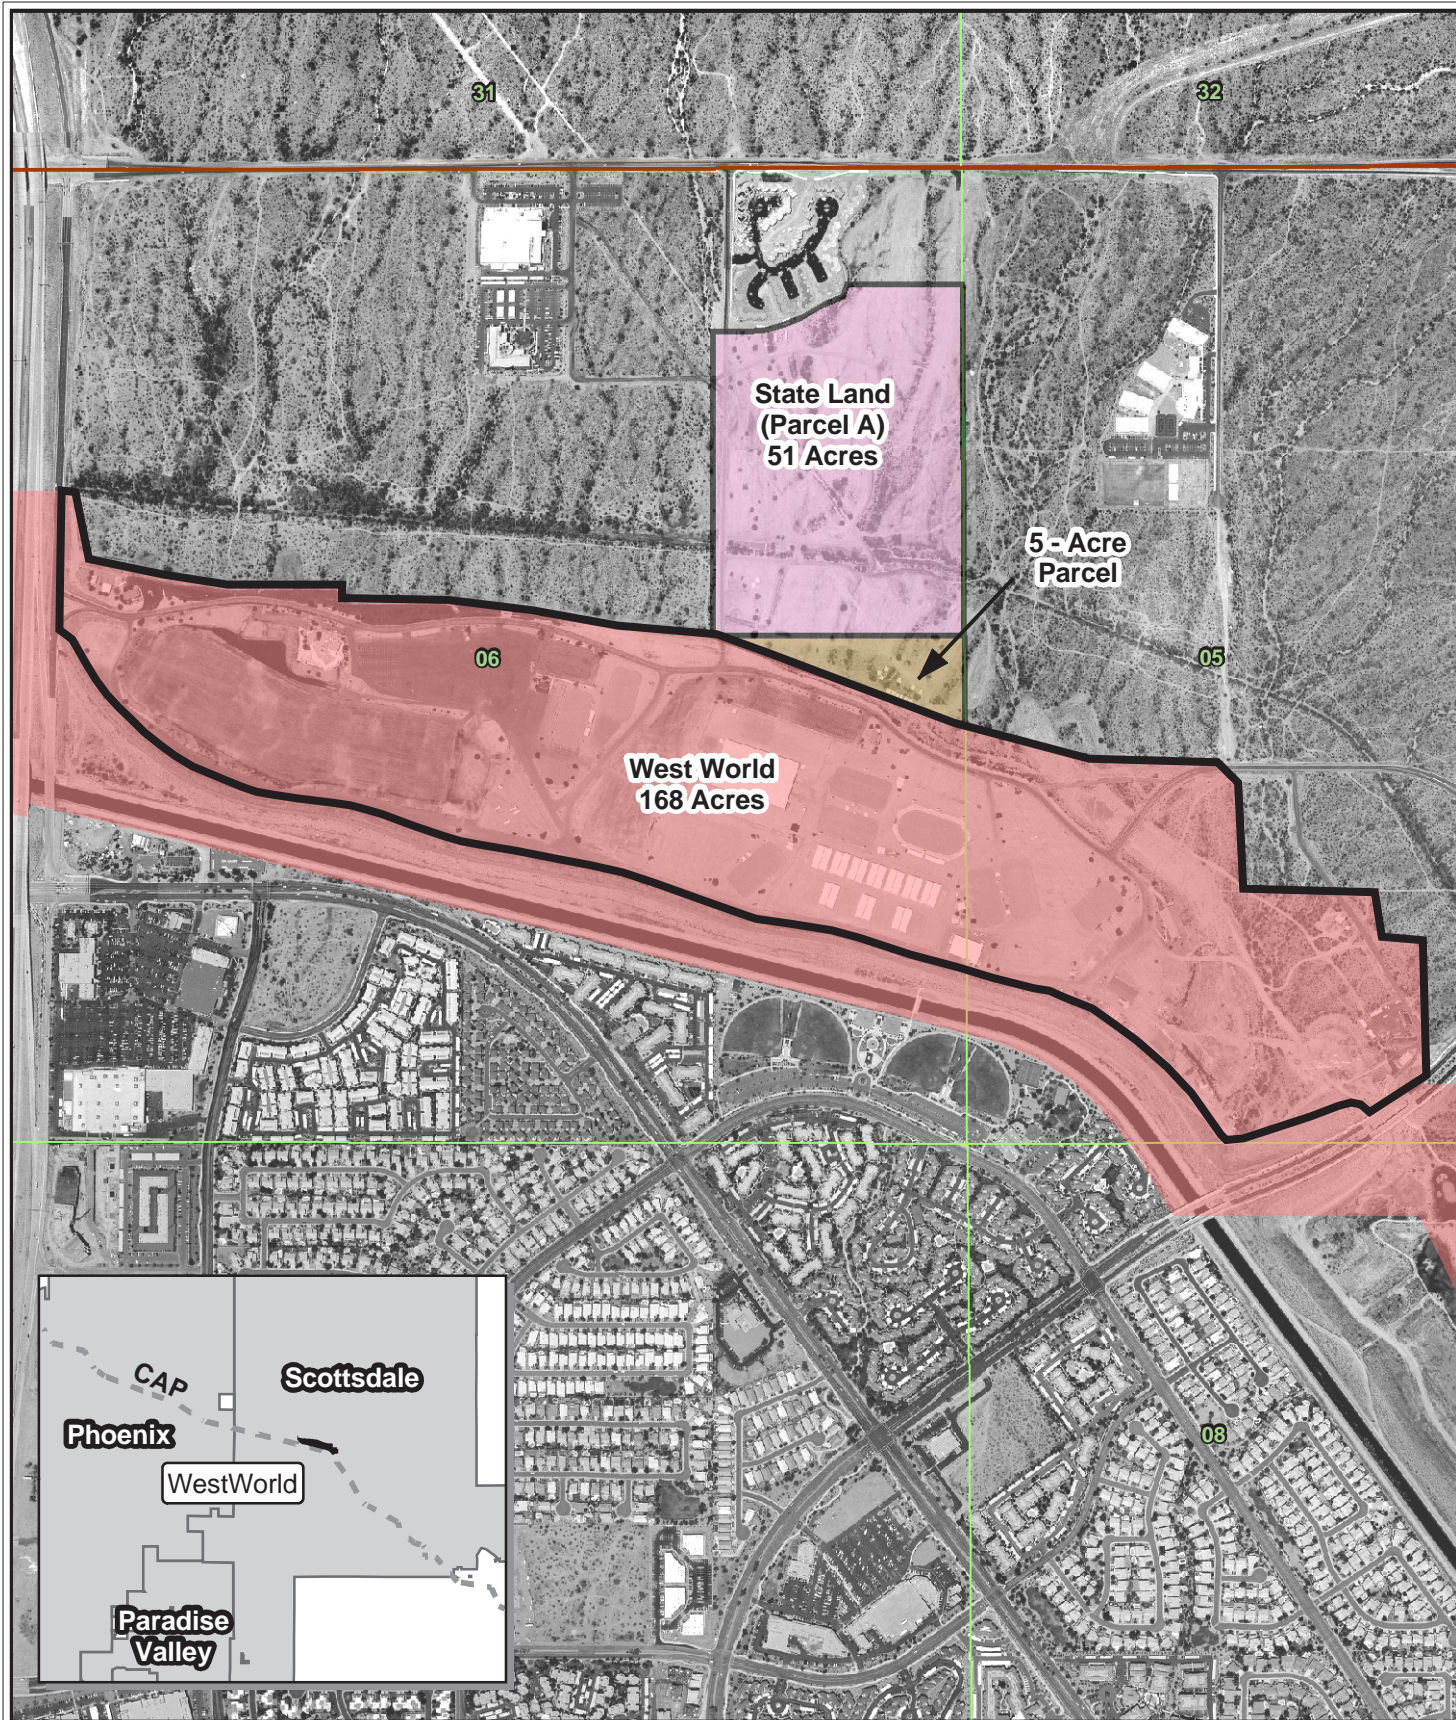 31
32
State Land
(Parcel A)
51 Acres
5 - Acre
Parcel
06
05
West World
168 Acres
CAP
Scottsdale
Phoenix
WestWorld
Paradise
Valley
08